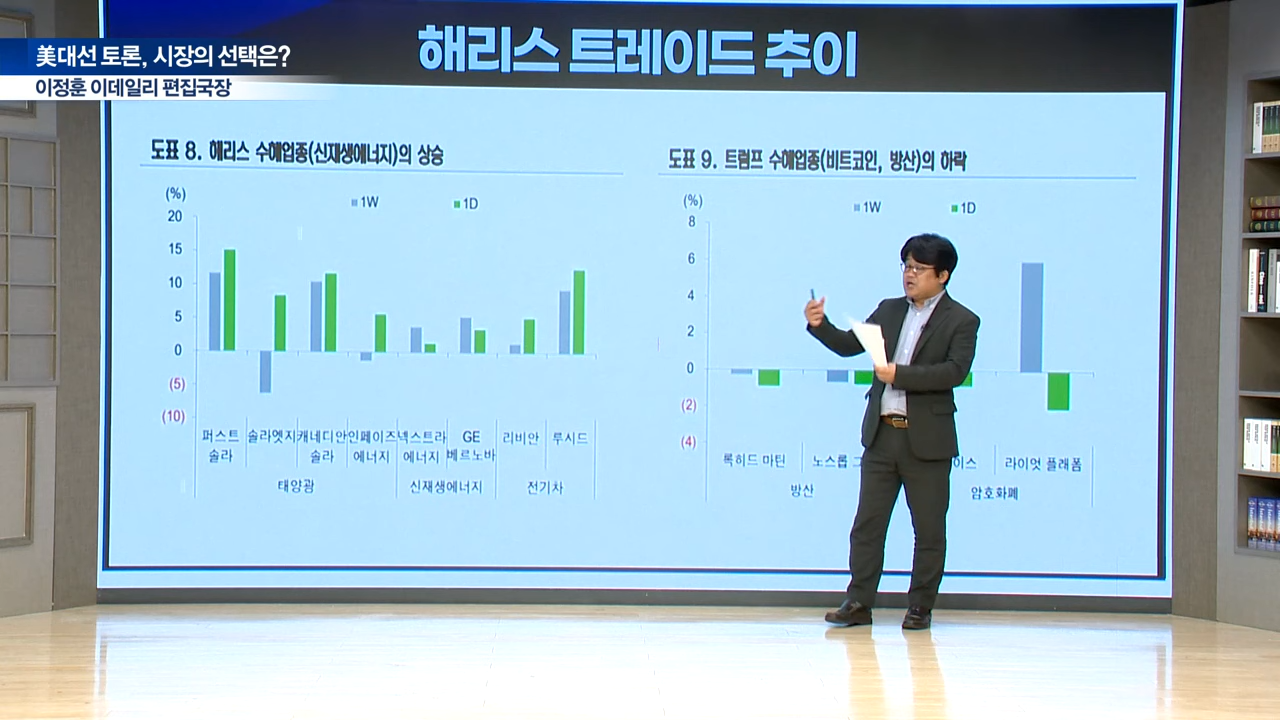 美대선 토론, 시장의 선택은?
이정훈 이데일리 편집국장
해리스 트레이드 추이
도표 8. 해리스 수혜업종(신재생에너지)의 상승
(%)
1W 1D
20
15
10
5
0
(5)
(10)
퍼스트 솔라엣지 캐네디안 인페이즈 넥스트라 GE 리비안 루시드
솔라 솔라 에너지 에너지 베르노바
태양광 신재생에너지 전기차
도표 9. 트럼프 수혜업종(비트코인, 방산)의 하락
(%)
1W 1D
8
6
4
2
0
(2)
(4)
록히드 마틴 노스롭 라이엇 플랫폼
방산 암호화폐